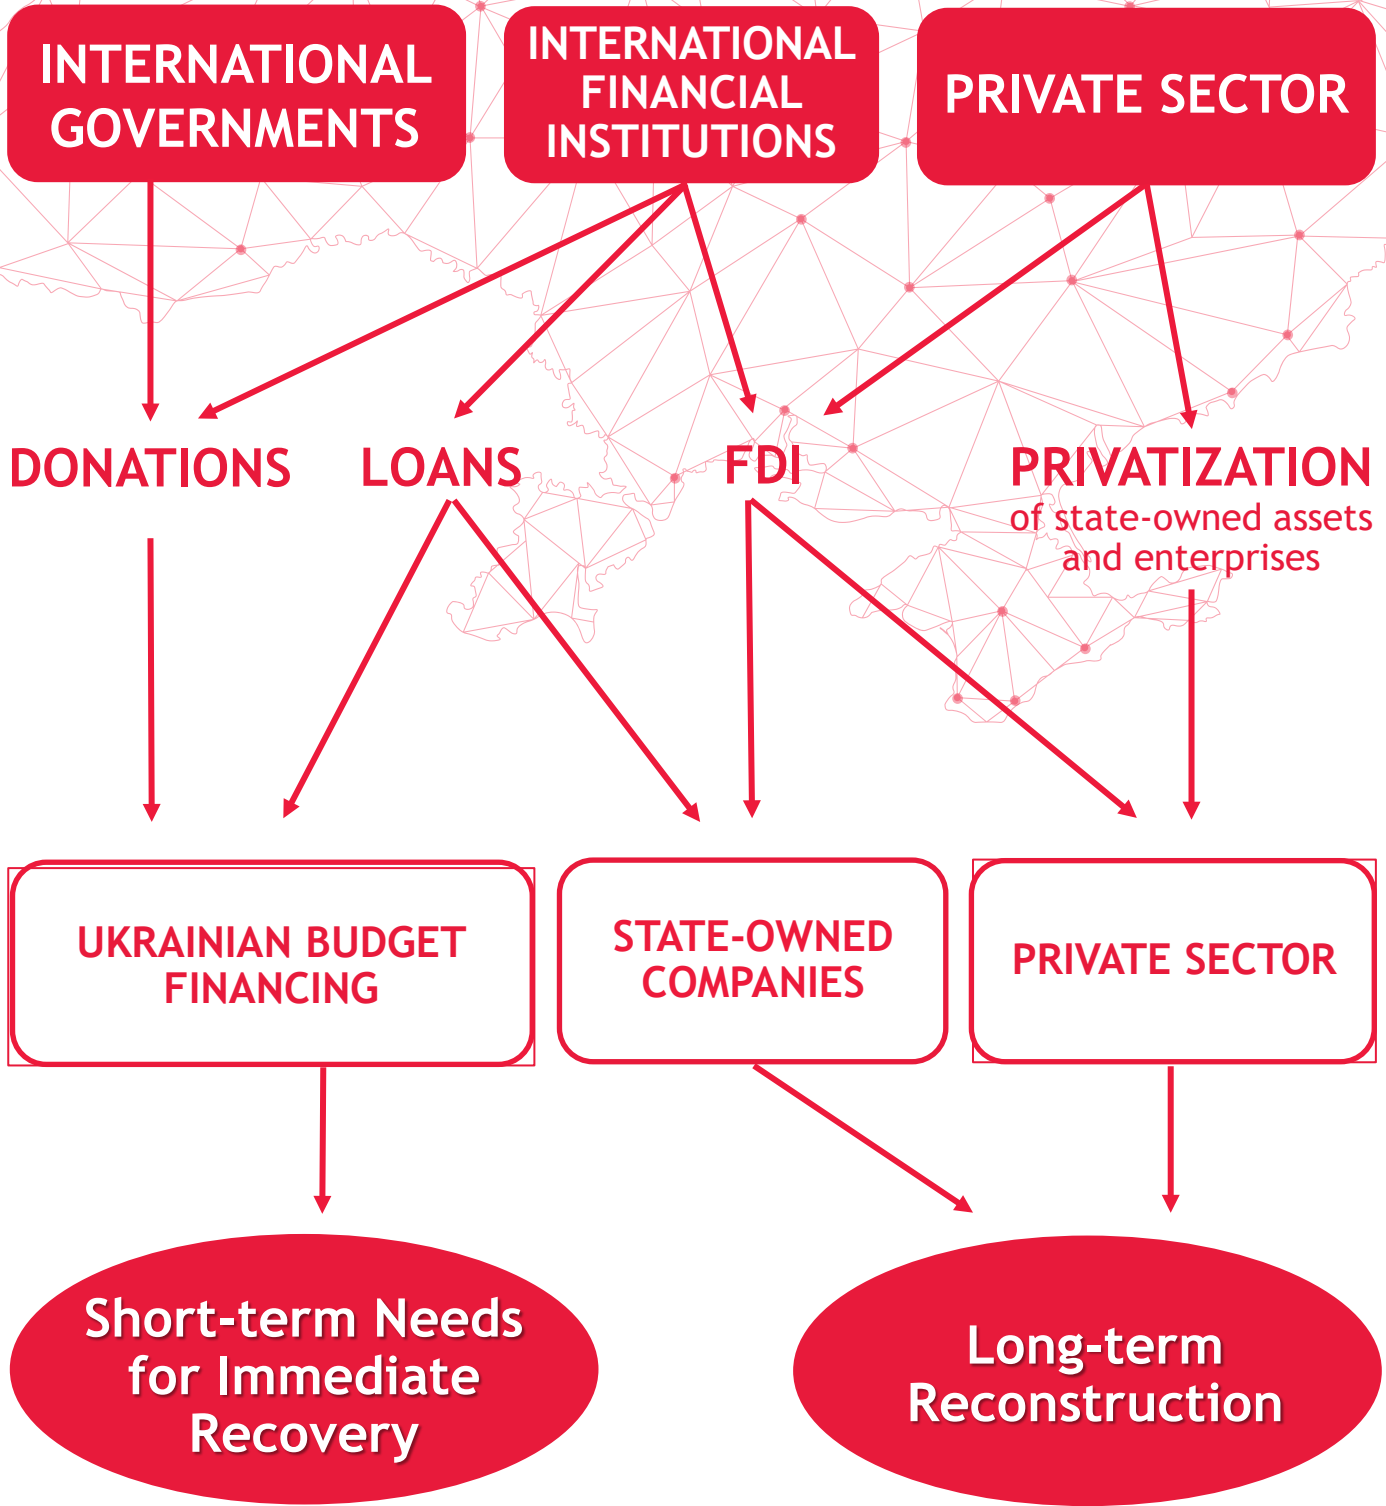 INTERNATIONAL
GOVERNMENTS
INTERNATIONAL
FINANCIAL
INSTITUTIONS
PRIVATE SECTOR
DONATIONS
LOANS
FDI
PRIVATIZATION
of state-owned assets
and enterprises
UKRAINIAN BUDGET
FINANCING
STATE-OWNED
COMPANIES
PRIVATE SECTOR
Short-term Needs
for Immediate
Recovery
Long-term
Reconstruction